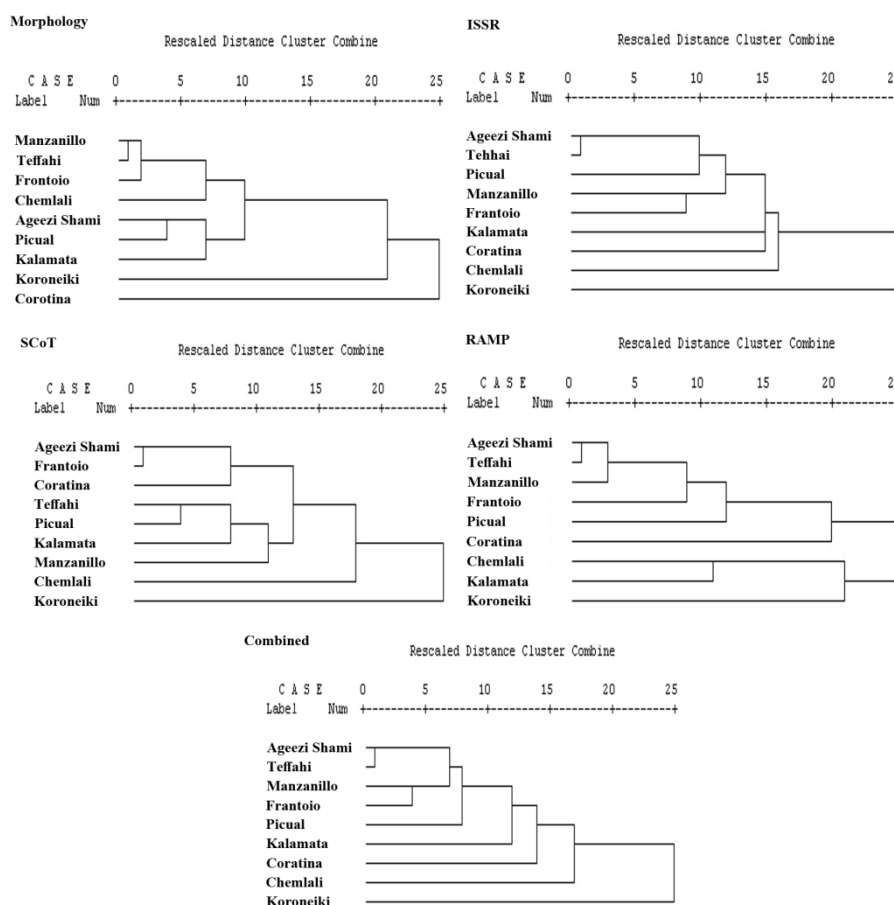 Morphology
Rescaled Distance Cluster Combine
C A S E 0 5 10 15 20 25
Label Num +---------+---------+---------+---------+---------+
Manzanillo
Teffahi
Frontoio
Chemlali
Ageezi Shami
Picual
Kalamata
Koroneiki
Corotina
ISSR
Rescaled Distance Cluster Combine
C A S E 0 5 10 15 20 2
Label Num +---------+---------+---------+---------+---------
Ageezi Shami
Tehhai
Picual
Manzanillo
Frantoio
Kalamata
Coratina
Chemlali
Koroneiki
SCoT
Rescaled Distance Cluster Combine
C A S E 0 5 10 15 20 25
Label Num +---------+---------+---------+---------+---------+
Ageezi Shami
Frantoio
Coratina
Teffahi
Picual
Kalamata
Manzanillo
Chemlali
Koroneiki
RAMP
Rescaled Distance Cluster Combine
C A S E 0 5 10 15 20 2
Label Num +---------+---------+---------+---------+---------
Ageezi Shami
Teffahi
Manzanillo
Frantoio
Picual
Coratina
Chemlali
Kalamata
Koroneiki
Combined
Rescaled Distance Cluster Combine
C A S E 0 5 10 15 20 25
Label Num +---------+---------+---------+---------+---------+
Ageezi Shami
Teffahi
Manzanillo
Frantoio
Picual
Kalamata
Coratina
Chemlali
Koroneiki